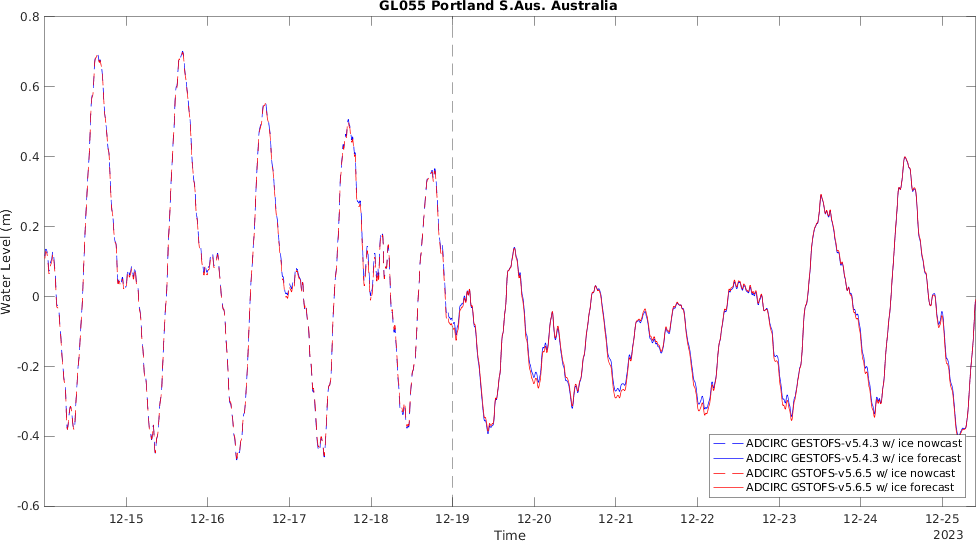 GL055 Portland S.Aus. Australia
0.8
0.6
0.4
0.2
0
-0.2
-0.4
-0.6
Water Level (m)
ADCIRC GESTOFS-v5.4.3 w/ ice nowcast
ADCIRC GESTOFS-v5.4.3 w/ ice forecast
ADCIRC GSTOFS-v5.6.5 w/ ice nowcast
ADCIRC GSTOFS-v5.6.5 w/ ice forecast
12-15 12-16 12-17 12-18 12-19 12-20 12-21 12-22 12-23 12-24 12-25
Time
2023